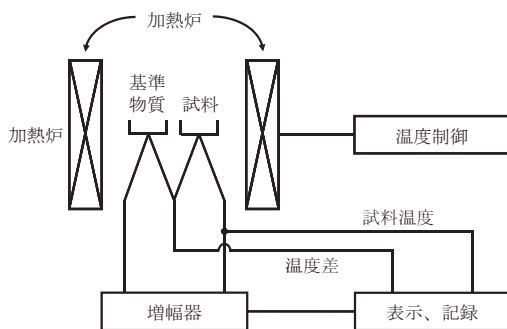 加熱炉
基準
物質
試料
加熱炉
温度制御
試料温度
温度差
増幅器
表示、記録